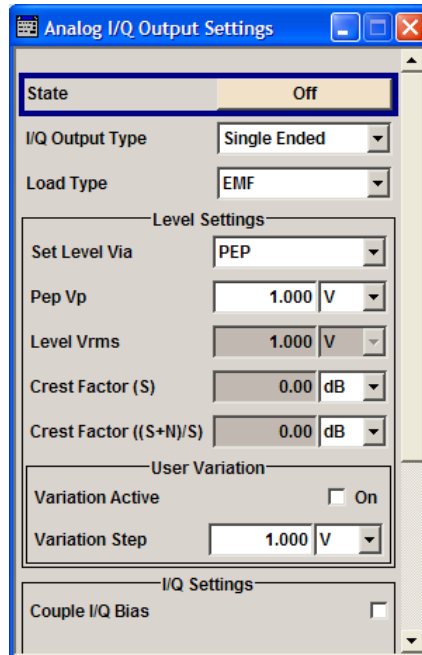 Analog I/Q Output Settings
State Off
I/Q Output Type Single Ended
Load Type EMF
Level Settings
Set Level Via PEP
Pep Vp 1.000 V
Level Vrms 1.000 V
Crest Factor (S) 0.00 dB
Crest Factor ((S+N)/S) 0.00 dB
User Variation
Variation Active On
Variation Step 1.000 V
I/Q Settings
Couple I/Q Bias